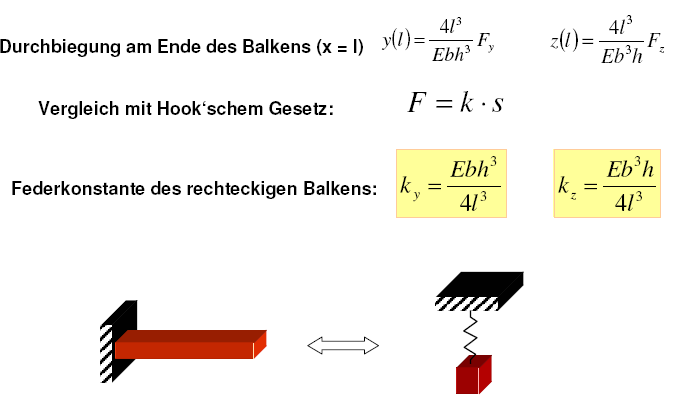 Durchbiegung am Ende des Balkens (x = l) y(l) = 4l³/Ebh³ F_y z(l) = 4l³/Eb³h F_z
Vergleich mit Hook‘schem Gesetz: F = k · s
Federkonstante des rechteckigen Balkens: k_y = Ebh³/4l³ k_z = Eb³h/4l³